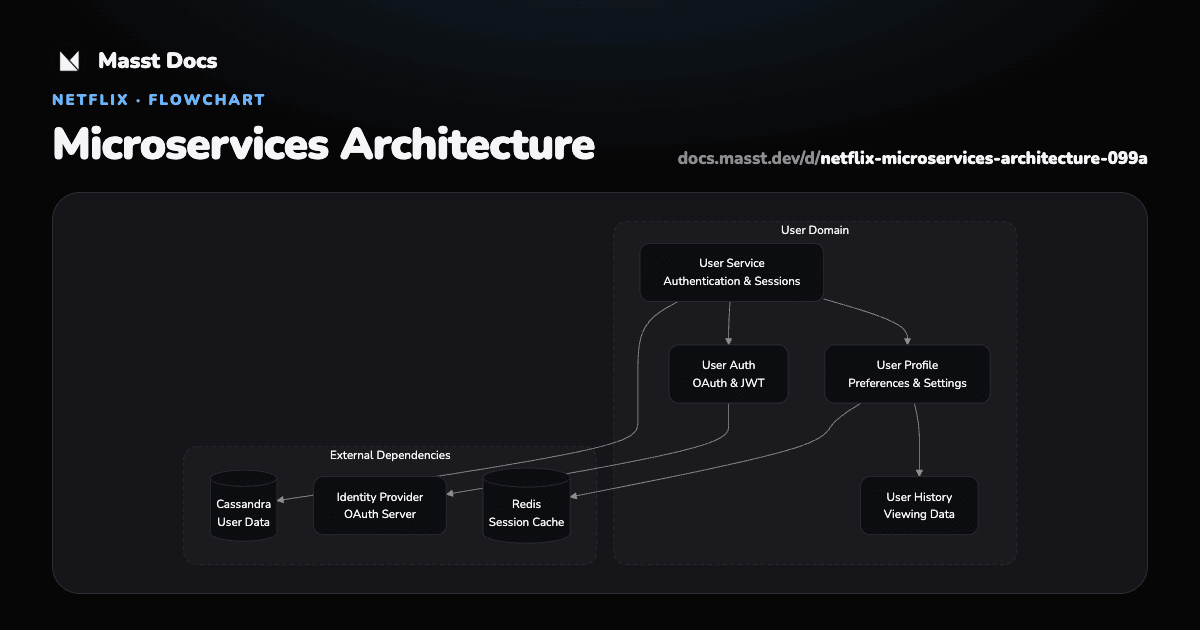 Masst Docs
NETFLIX · FLOWCHART
Microservices Architecture
docs.masst.dev/d/netflix-microservices-architecture-099a
User Domain
User Service
Authentication & Sessions
User Auth
OAuth & JWT
User Profile
Preferences & Settings
External Dependencies
Cassandra
User Data
Identity Provider
OAuth Server
Redis
Session Cache
User History
Viewing Data